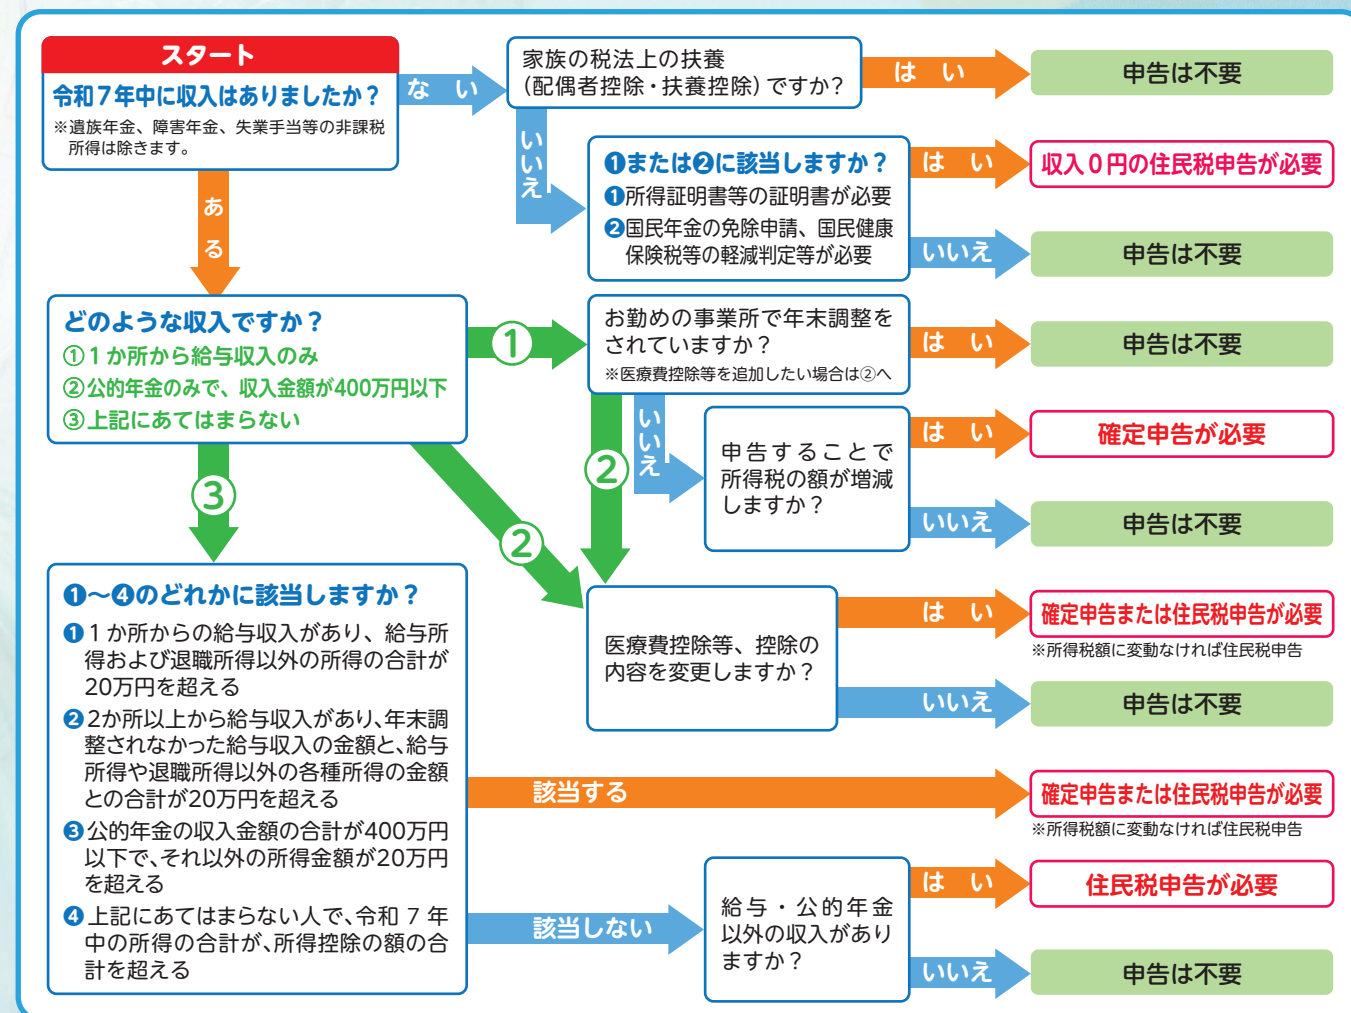 スタート
令和7年中に収入はありましたか？
※遺族年金、障害年金、失業手当等の非課税
所得は除きます。
ない
家族の税法上の扶養
（配偶者控除・扶養控除）ですか？
はい
申告は不要
いいえ
❶または❷に該当しますか？
❶所得証明書等の証明書が必要
❷国民年金の免除申請、国民健康
保険税等の軽減判定等が必要
はい
収入０円の住民税申告が必要
いいえ
申告は不要
ある
どのような収入ですか？
①１か所から給与収入のみ
②公的年金のみで、収入金額が400万円以下
③上記にあてはまらない
①
お勤めの事業所で年末調整を
されていますか？
※医療費控除等を追加したい場合は②へ
はい
申告は不要
いいえ
②
申告することで
所得税の額が増減
しますか？
はい
確定申告が必要
いいえ
申告は不要
②
医療費控除等、控除の
内容を変更しますか？
はい
確定申告または住民税申告が必要
※所得税額に変動なければ住民税申告
いいえ
申告は不要
③
❶～❹のどれかに該当しますか？
❶１か所からの給与収入があり、給与所
得および退職所得以外の所得の合計が
20万円を超える
❷2か所以上から給与収入があり、年末調
整されなかった給与収入の金額と、給与
所得や退職所得以外の各種所得の金額
との合計が20万円を超える
❸公的年金の収入金額の合計が400万円
以下で、それ以外の所得金額が20万円
を超える
❹上記にあてはまらない人で、令和７年
中の所得の合計が、所得控除の額の合
計を超える
該当する
確定申告または住民税申告が必要
※所得税額に変動なければ住民税申告
該当しない
給与・公的年金
以外の収入があり
ますか？
はい
住民税申告が必要
いいえ
申告は不要